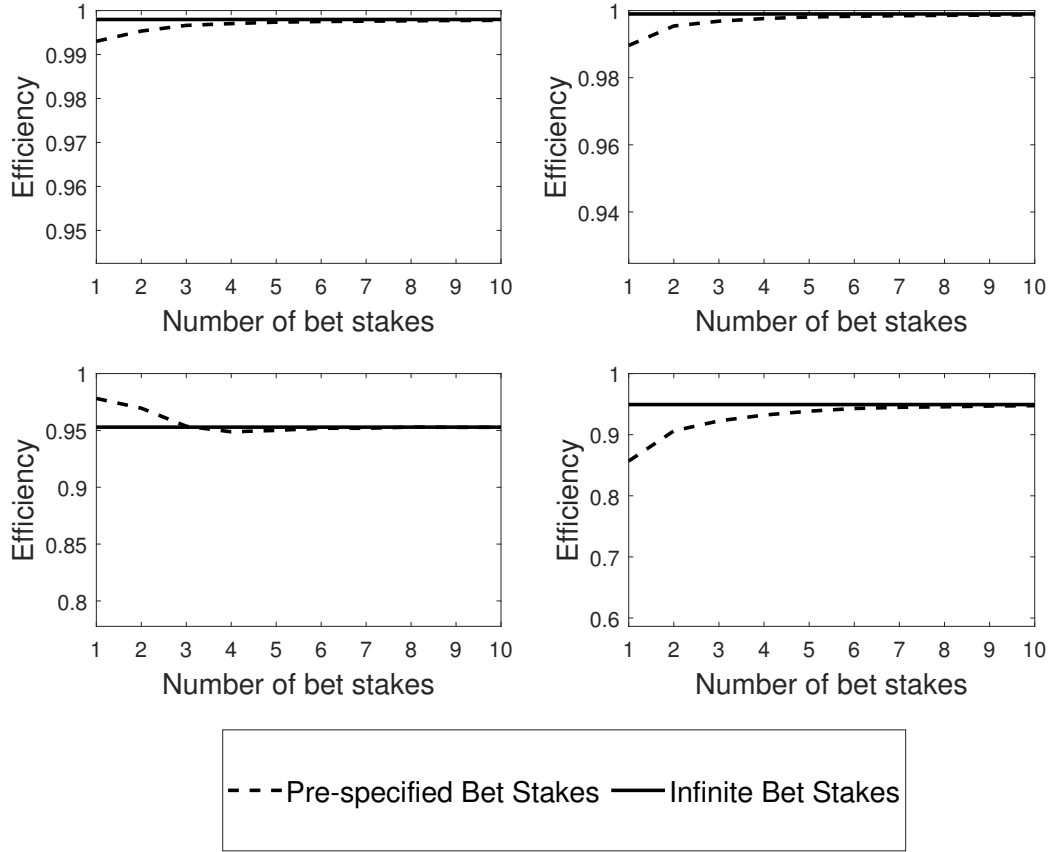 1
0.99
0.98
0.97
0.96
0.95
Efficiency
1 2 3 4 5 6 7 8 9 10
Number of bet stakes
1
0.98
0.96
0.94
Efficiency
1 2 3 4 5 6 7 8 9 10
Number of bet stakes
1
0.95
0.9
0.85
0.8
Efficiency
1 2 3 4 5 6 7 8 9 10
Number of bet stakes
1
0.9
0.8
0.7
0.6
Efficiency
1 2 3 4 5 6 7 8 9 10
Number of bet stakes
Pre-specified Bet Stakes Infinite Bet Stakes